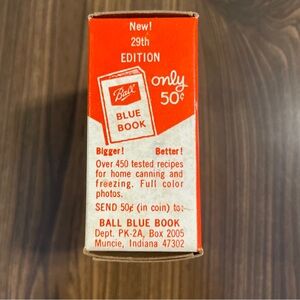 New!
29th
EDITION
only
50¢
Ball
BLUE
BOOK
Bigger! Better!
Over 450 tested recipes
for home canning and
freezing. Full color
photos.
SEND 50¢ (in coin) to:
BALL BLUE BOOK
Dept. PK-2A, Box 2005
Muncie, Indiana 47302